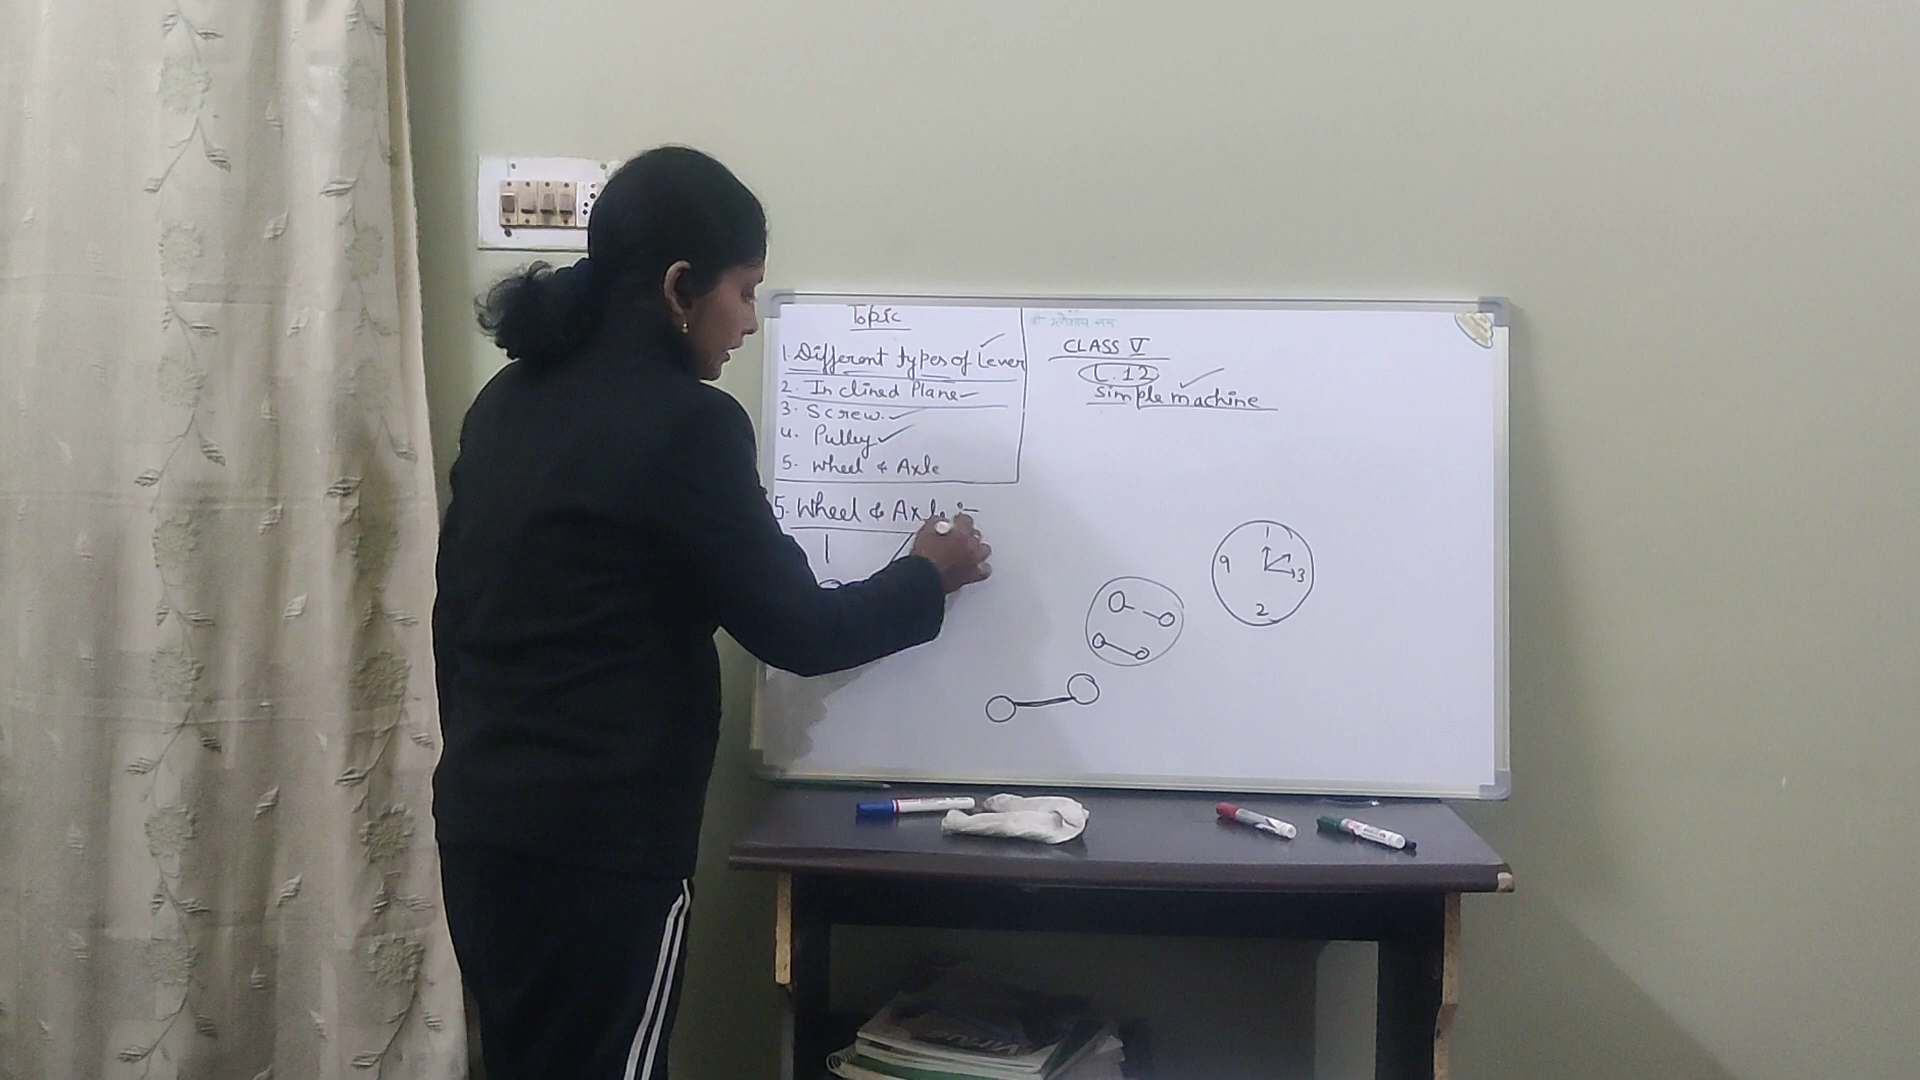 Topic
1. Different types of Lever
2. Inclined Plane
3. Screw.
4. Pulley
5. Wheel & Axle
5. Wheel & Axle :-
CLASS V
L.12
simple machine
1
9
3
2